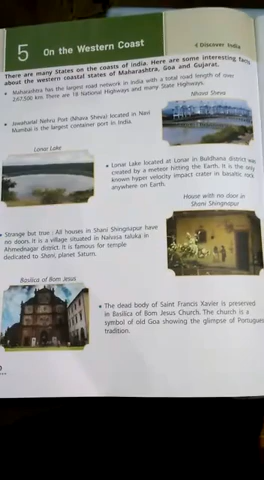 5 On the Western Coast
Discover India
There are many States on the coasts of India. Here are some interesting facts
about the western coastal states of Maharashtra, Goa and Gujarat.
• Maharashtra has the largest road network in India with a total road length of over
2,67,500 km. There are 18 National Highways and many State Highways.
Nhava Sheva
• Jawaharlal Nehru Port (Nhava Sheva) located in Navi
Mumbai is the largest container port in India.
Lonar Lake
• Lonar Lake located at Lonar in Buldhana district was
created by a meteor hitting the Earth. It is the only
known hyper velocity impact crater in basaltic rock
anywhere on Earth.
House with no door in
Shani Shingnapur
• Strange but true : All houses in Shani Shingnapur have
no doors. It is a village situated in Nahvsia taluka in
Ahmednagar district. It is famous for temple
dedicated to Shani, planet Saturn.
Basilica of Bom Jesus
• The dead body of Saint Francis Xavier is preserved
in Basilica of Bom Jesus Church. The church is a
symbol of old Goa showing the glimpse of Portugues
tradition.